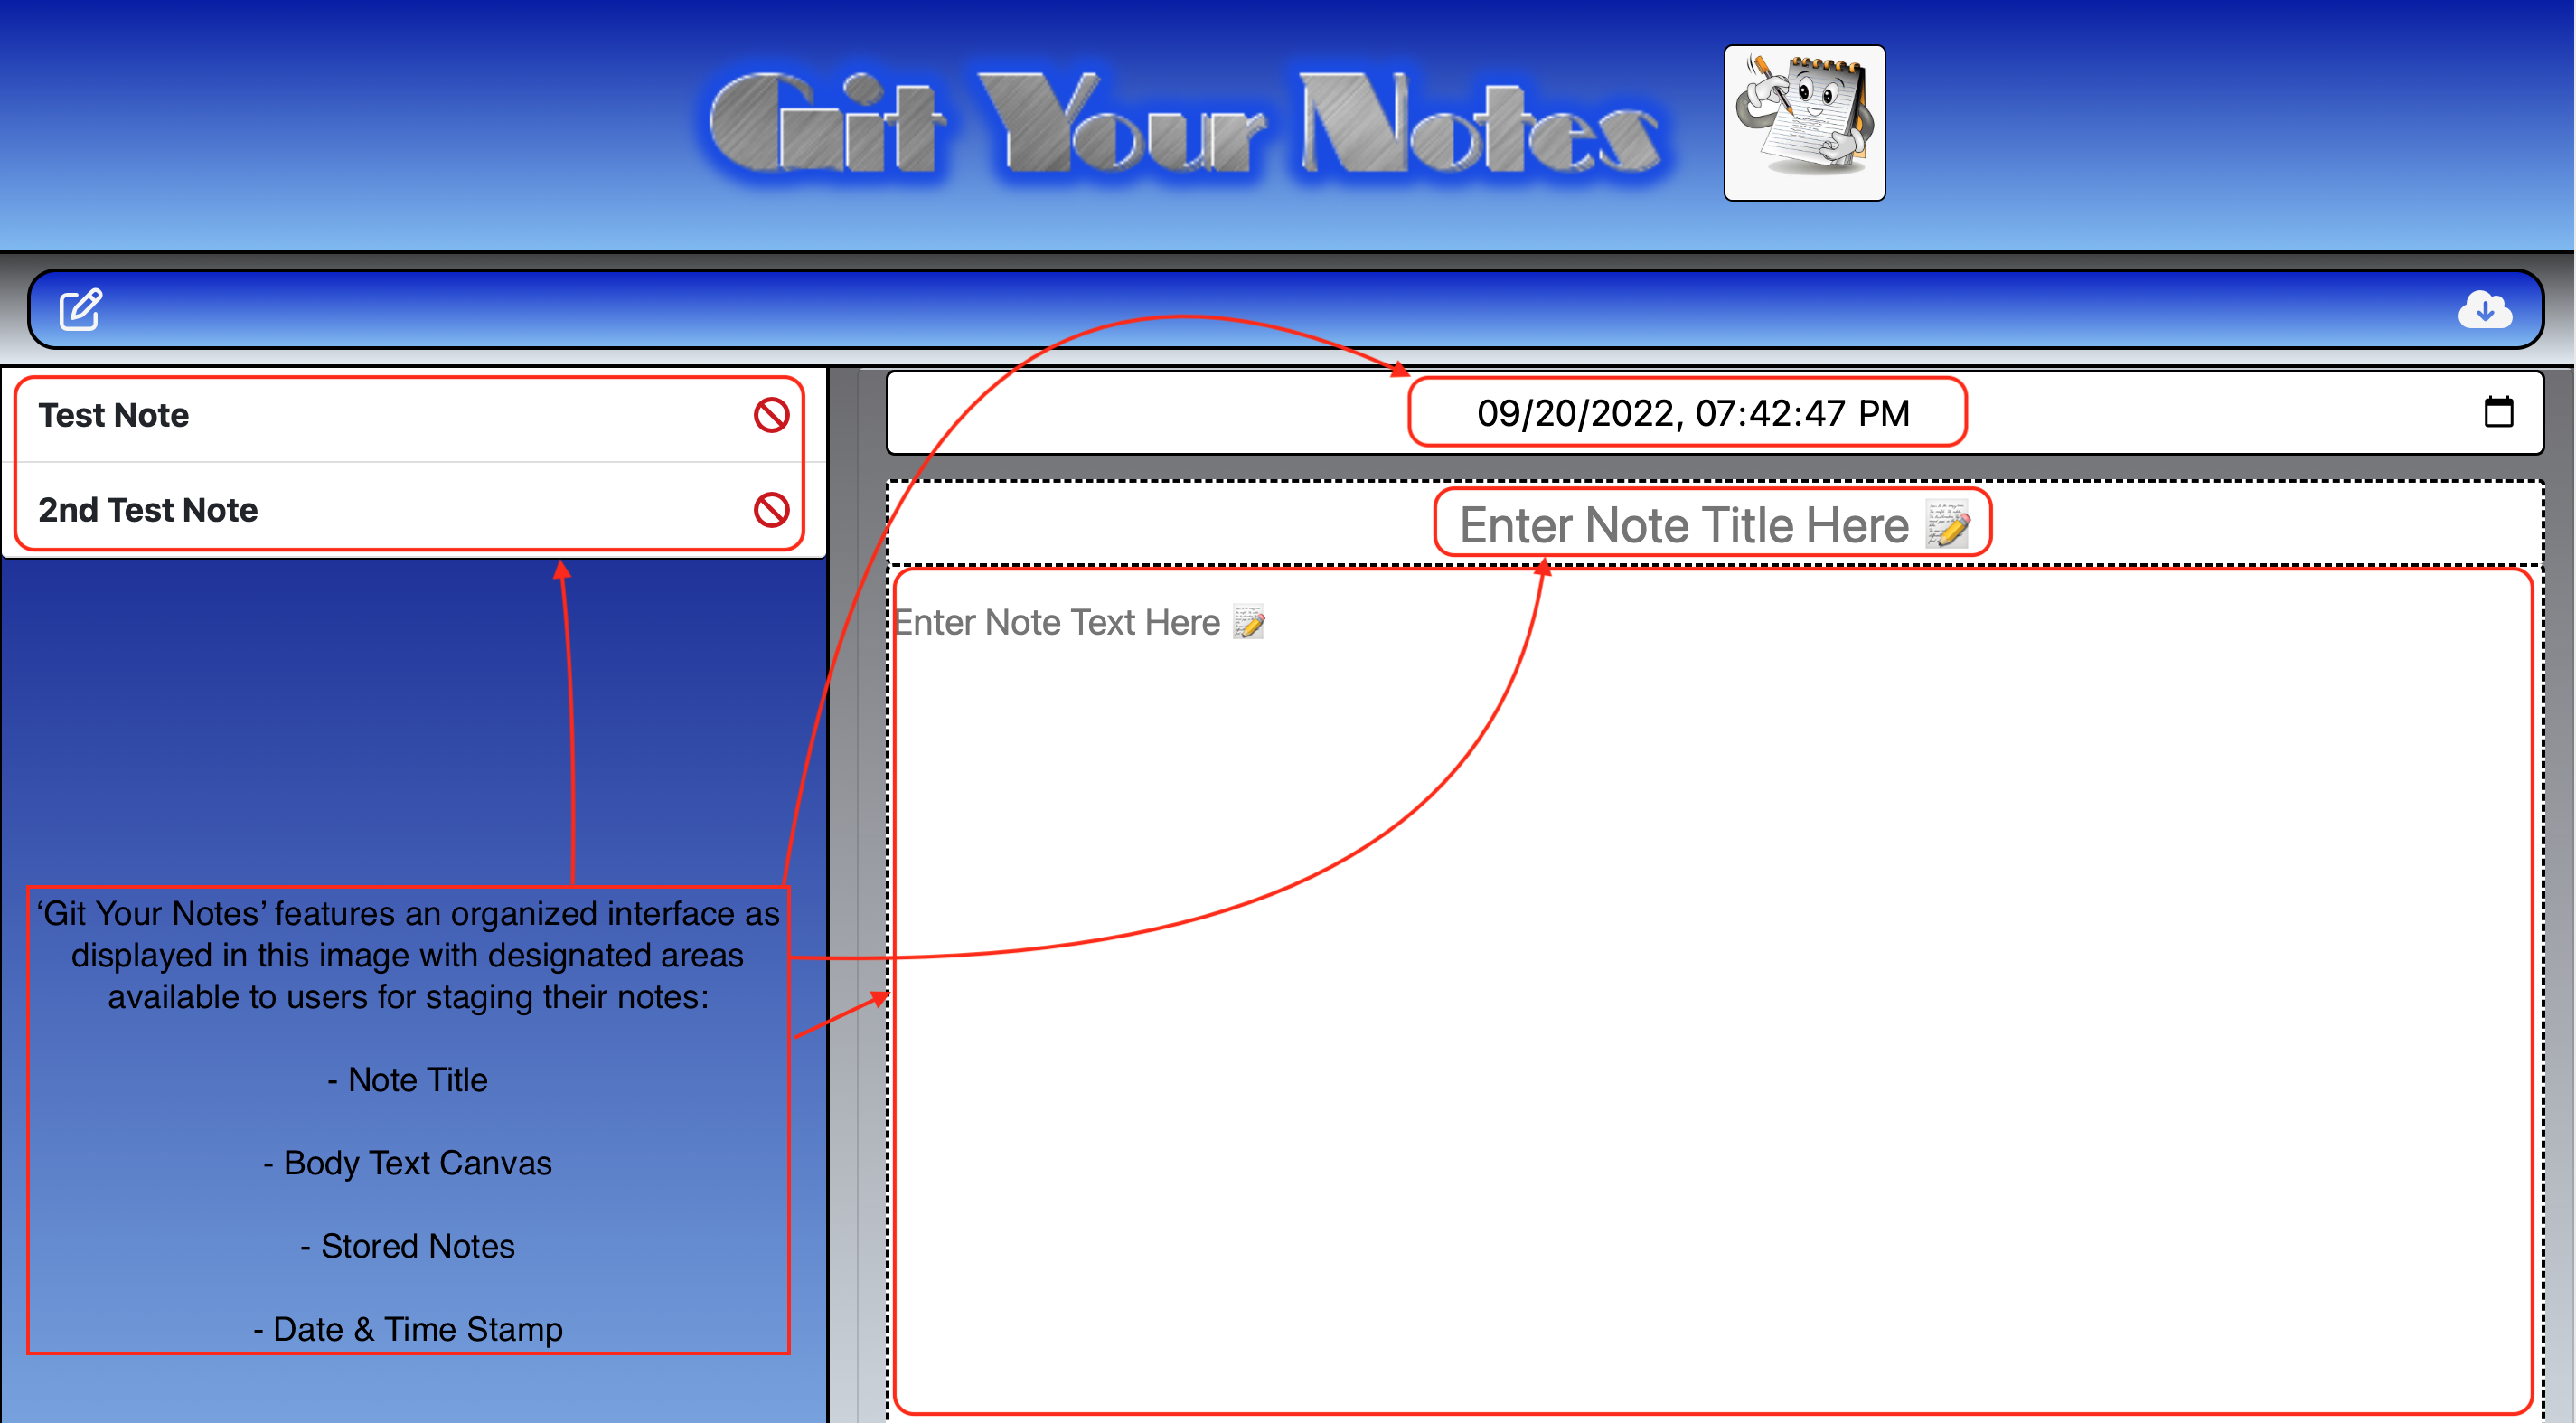 Git Your Notes
Test Note
2nd Test Note
09/20/2022, 07:42:47 PM
Enter Note Title Here 📝
Enter Note Text Here 📝
‘Git Your Notes’ features an organized interface as
displayed in this image with designated areas
available to users for staging their notes:
- Note Title
- Body Text Canvas
- Stored Notes
- Date & Time Stamp